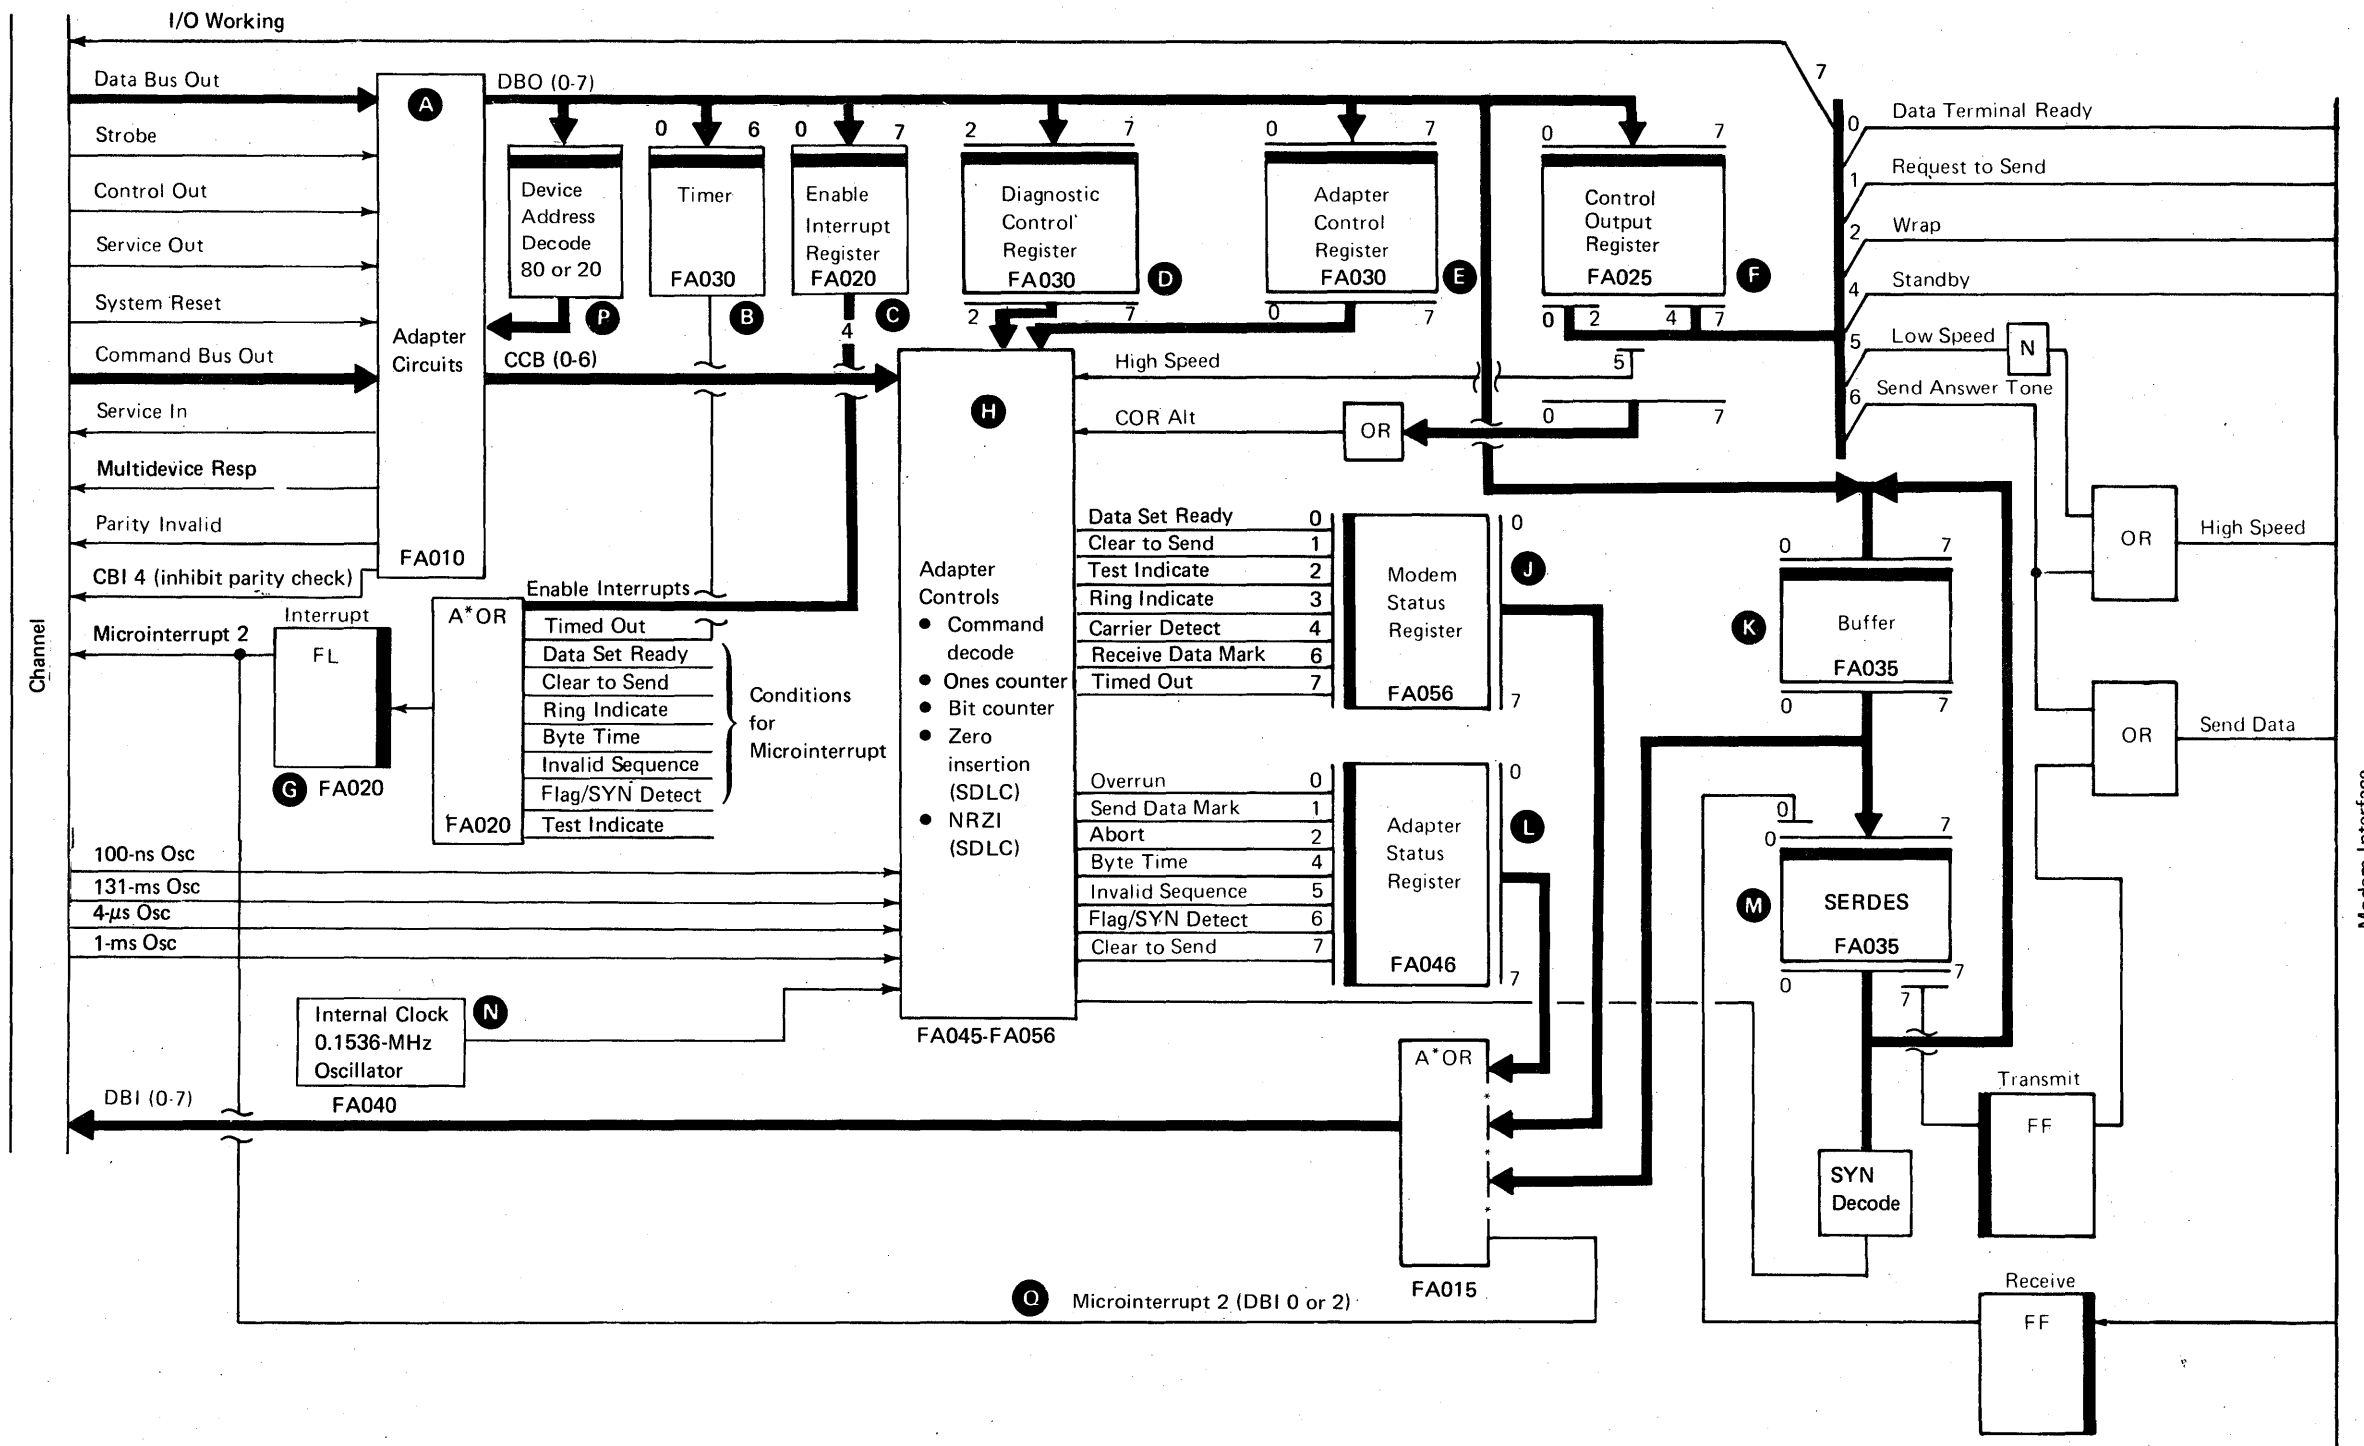 I/O Working
Data Bus Out
Strobe
Control Out
Service Out
System Reset
Command Bus Out
Service In
Multidevice Resp
Parity Invalid
CBI 4 (inhibit parity check)
Microinterrupt 2
Channel
A
Adapter
Circuits
FA010
DBO (0-7)
CCB (0-6)
Device
Address
Decode
80 or 20
P
0 6
Timer
FA030
B
0 7
Enable
Interrupt
Register
FA020
4
C
2 7
Diagnostic
Control
Register
FA030
2 7
D
0 7
Adapter
Control
Register
FA030
0 7
E
0 7
Control
Output
Register
FA025
0 2 4 7
F
5
High Speed
0 7
COR Alt
OR
7
0 Data Terminal Ready
1 Request to Send
2 Wrap
4 Standby
5 Low Speed
N
6 Send Answer Tone
OR
High Speed
OR
Send Data
Interrupt
FL
G FA020
A*OR
FA020
Enable Interrupts
Timed Out
Data Set Ready
Clear to Send
Ring Indicate
Byte Time
Invalid Sequence
Flag/SYN Detect
Test Indicate
Conditions
for
Microinterrupt
H
Adapter
Controls
● Command
decode
● Ones counter
● Bit counter
● Zero
insertion
(SDLC)
● NRZI
(SDLC)
FA045-FA056
Data Set Ready 0
Clear to Send 1
Test Indicate 2
Ring Indicate 3
Carrier Detect 4
Receive Data Mark 6
Timed Out 7
Modem
Status
Register
FA056
0
7
J
Overrun 0
Send Data Mark 1
Abort 2
Byte Time 4
Invalid Sequence 5
Flag/SYN Detect 6
Clear to Send 7
Adapter
Status
Register
FA046
0
7
L
0 7
Buffer
FA035
0 7
K
0
0 7
SERDES
FA035
0 7
7
M
SYN
Decode
Transmit
FF
Receive
FF
100-ns Osc
131-ms Osc
4-μs Osc
1-ms Osc
Internal Clock
0.1536-MHz
Oscillator
FA040
N
DBI (0-7)
A*OR
*
*
*
*
FA015
Q Microinterrupt 2 (DBI 0 or 2)